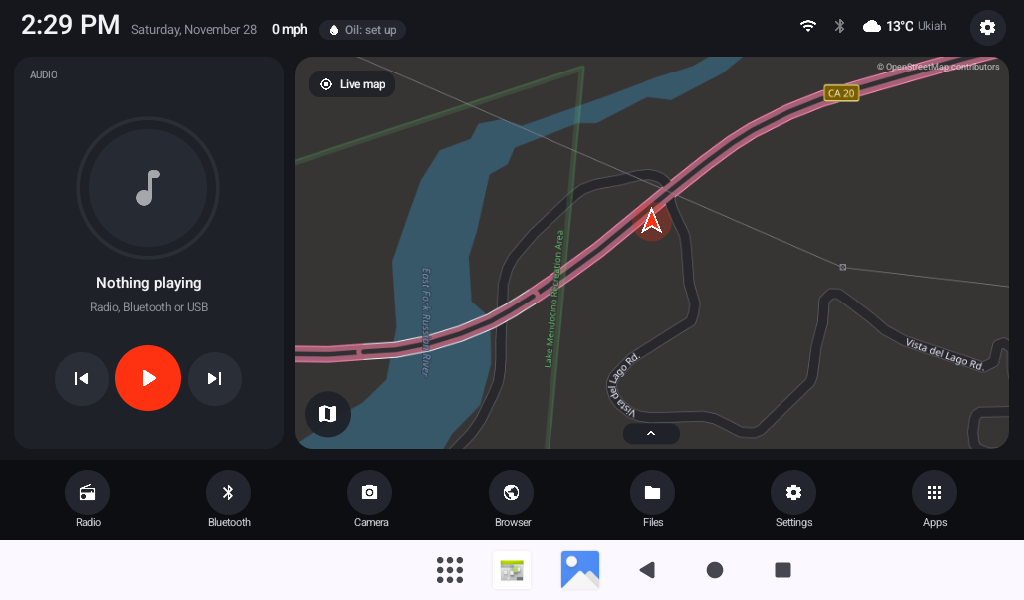 2:29 PM Saturday, November 28 0 mph Oil: set up 13°C Ukiah
AUDIO
Nothing playing
Radio, Bluetooth or USB
Live map
© OpenStreetMap contributors
CA 20
East Fork Russian River
Lake Mendocino Recreation Area
Vista del Lago Rd.
Vista del Lago Rd.
Radio
Bluetooth
Camera
Browser
Files
Settings
Apps